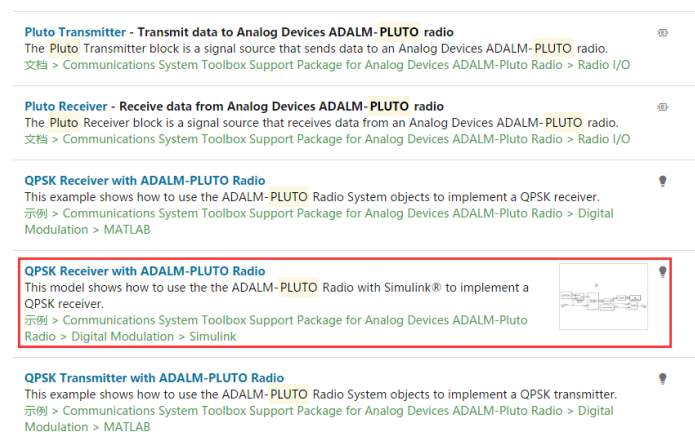 Pluto Transmitter - Transmit data to Analog Devices ADALM-PLUTO radio
The Pluto Transmitter block is a signal source that sends data to an Analog Devices ADALM-PLUTO radio.
文档 > Communications System Toolbox Support Package for Analog Devices ADALM-Pluto Radio > Radio I/O
Pluto Receiver - Receive data from Analog Devices ADALM-PLUTO radio
The Pluto Receiver block is a signal source that receives data from an Analog Devices ADALM-PLUTO radio.
文档 > Communications System Toolbox Support Package for Analog Devices ADALM-Pluto Radio > Radio I/O
QPSK Receiver with ADALM-PLUTO Radio
This example shows how to use the ADALM-PLUTO Radio System objects to implement a QPSK receiver.
示例 > Communications System Toolbox Support Package for Analog Devices ADALM-Pluto Radio > Digital
Modulation > MATLAB
QPSK Receiver with ADALM-PLUTO Radio
This model shows how to use the the ADALM-PLUTO Radio with Simulink® to implement a
QPSK receiver.
示例 > Communications System Toolbox Support Package for Analog Devices ADALM-Pluto
Radio > Digital Modulation > Simulink
QPSK Transmitter with ADALM-PLUTO Radio
This example shows how to use the ADALM-PLUTO Radio System objects to implement a QPSK transmitter.
示例 > Communications System Toolbox Support Package for Analog Devices ADALM-Pluto Radio > Digital
Modulation > MATLAB